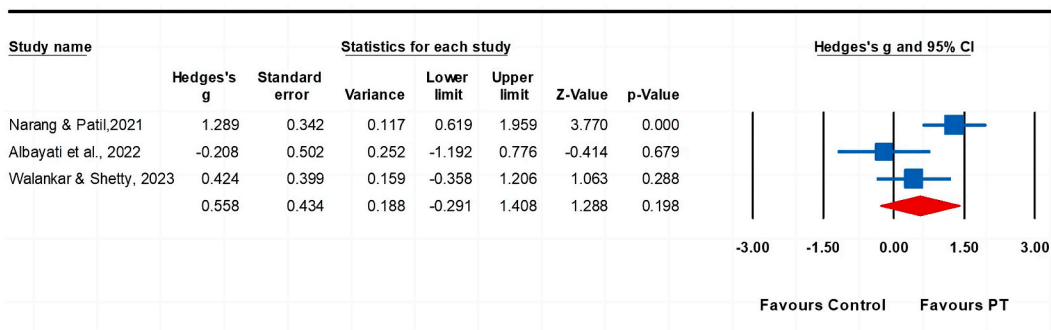 Study name Statistics for each study Hedges's g and 95% CI
Hedges's Standard Lower Upper
g error Variance limit limit Z-Value p-Value
Narang & Patil,2021 1.289 0.342 0.117 0.619 1.959 3.770 0.000
Albayati et al., 2022 -0.208 0.502 0.252 -1.192 0.776 -0.414 0.679
Walankar & Shetty, 2023 0.424 0.399 0.159 -0.358 1.206 1.063 0.288
0.558 0.434 0.188 -0.291 1.408 1.288 0.198
-3.00 -1.50 0.00 1.50 3.00
Favours Control Favours PT